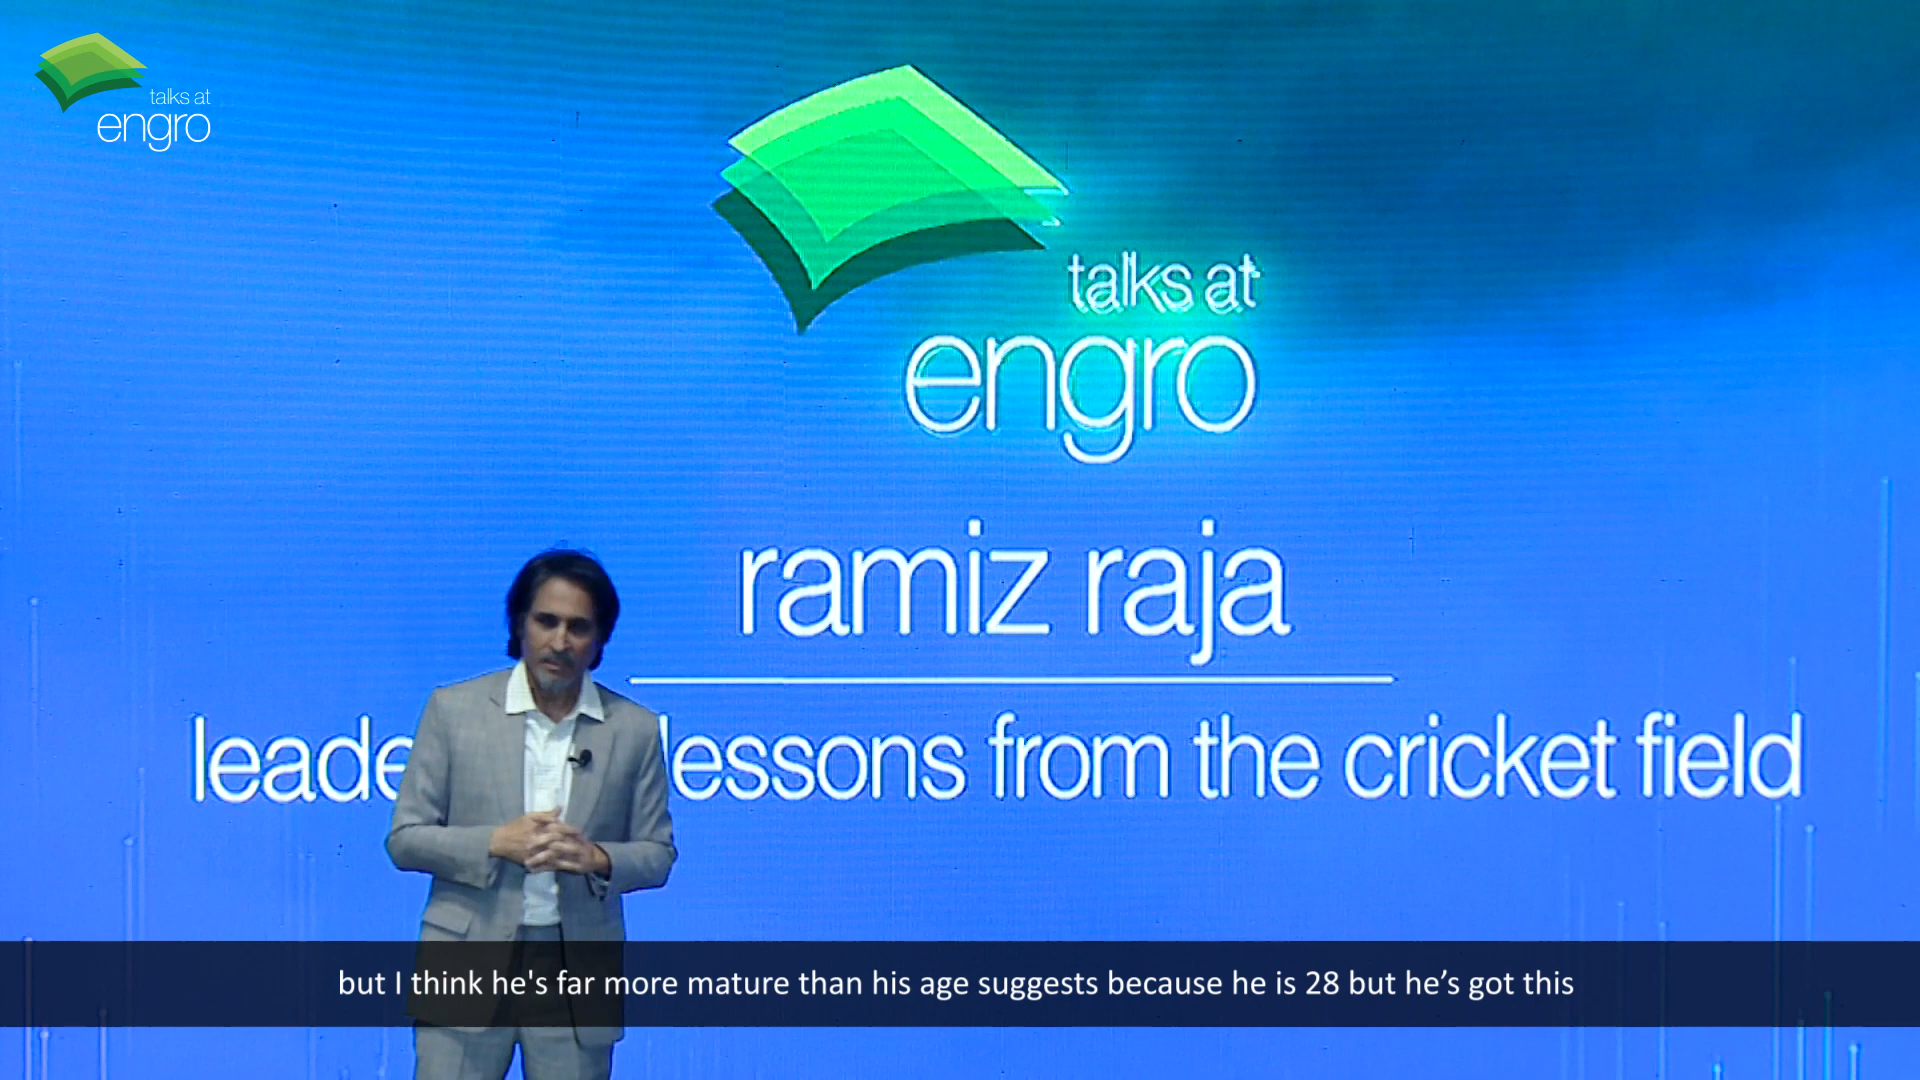 talks at
engro
talks at
engro
ramiz raja
leade lessons from the cricket field
but I think he's far more mature than his age suggests because he is 28 but he’s got this